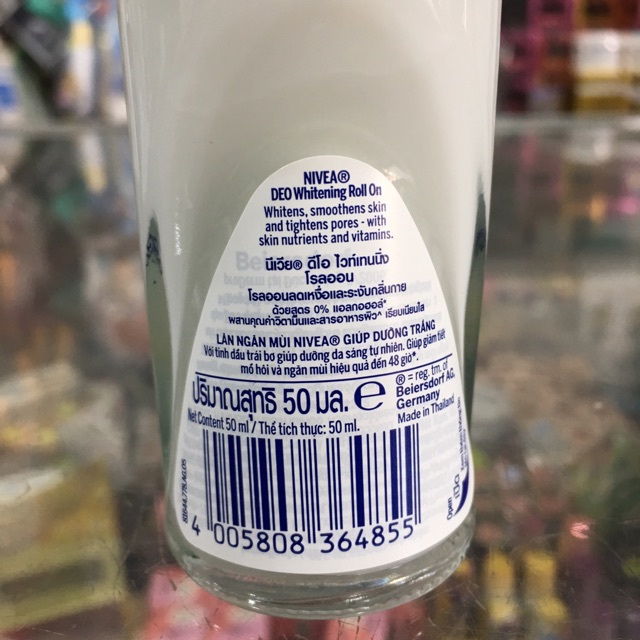 NIVEA®
DEO Whitening Roll On
Whitens, smoothens skin
and tightens pores - with
skin nutrients and vitamins.
นีเวีย® ดีโอ ไวท์เทนนิ่ง
โรลออน
โรลออนลดเหงื่อและระงับกลิ่นกาย
ด้วยสูตร 0% แอลกอฮอล์*
ผสานคุณค่าวิตามินและสารอาหารผิว^ เรียบเนียนใส
LĂN NGĂN MÙI NIVEA® GIÚP DƯỠNG TRẮNG
Với tinh dầu trái bơ giúp dưỡng da sáng tự nhiên. Giúp giảm tiết
mồ hôi và ngăn mùi hiệu quả đến 48 giờ*.
ปริมาณสุทธิ 50 มล. e
® = reg. tm. of
Beiersdorf AG,
Germany
Net Content 50 ml / Thể tích thực: 50 ml.
Made in Thailand
4 005808 364855
Open